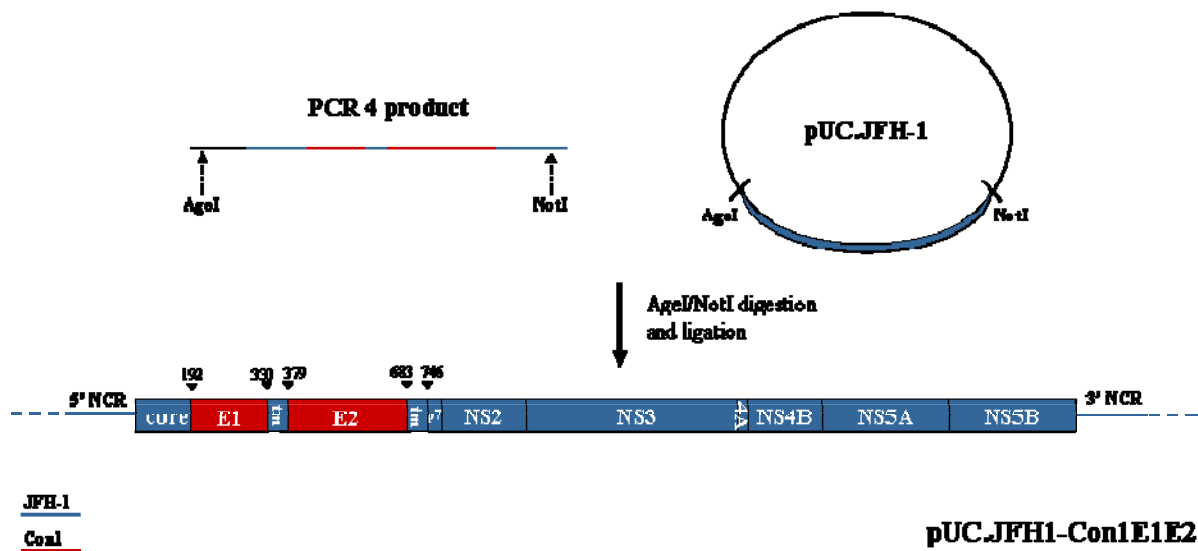 PCR 4 product
pUC.JFH-1
AgeI
NotI
AgeI
NotI
AgeI/NotI digestion
and ligation
192
330
379
683
746
5' NCR
core
E1
tm
E2
tm
p7
NS2
NS3
4A
NS4B
NS5A
NS5B
3' NCR
JFH-1
Con1
pUC.JFH1-Con1E1E2